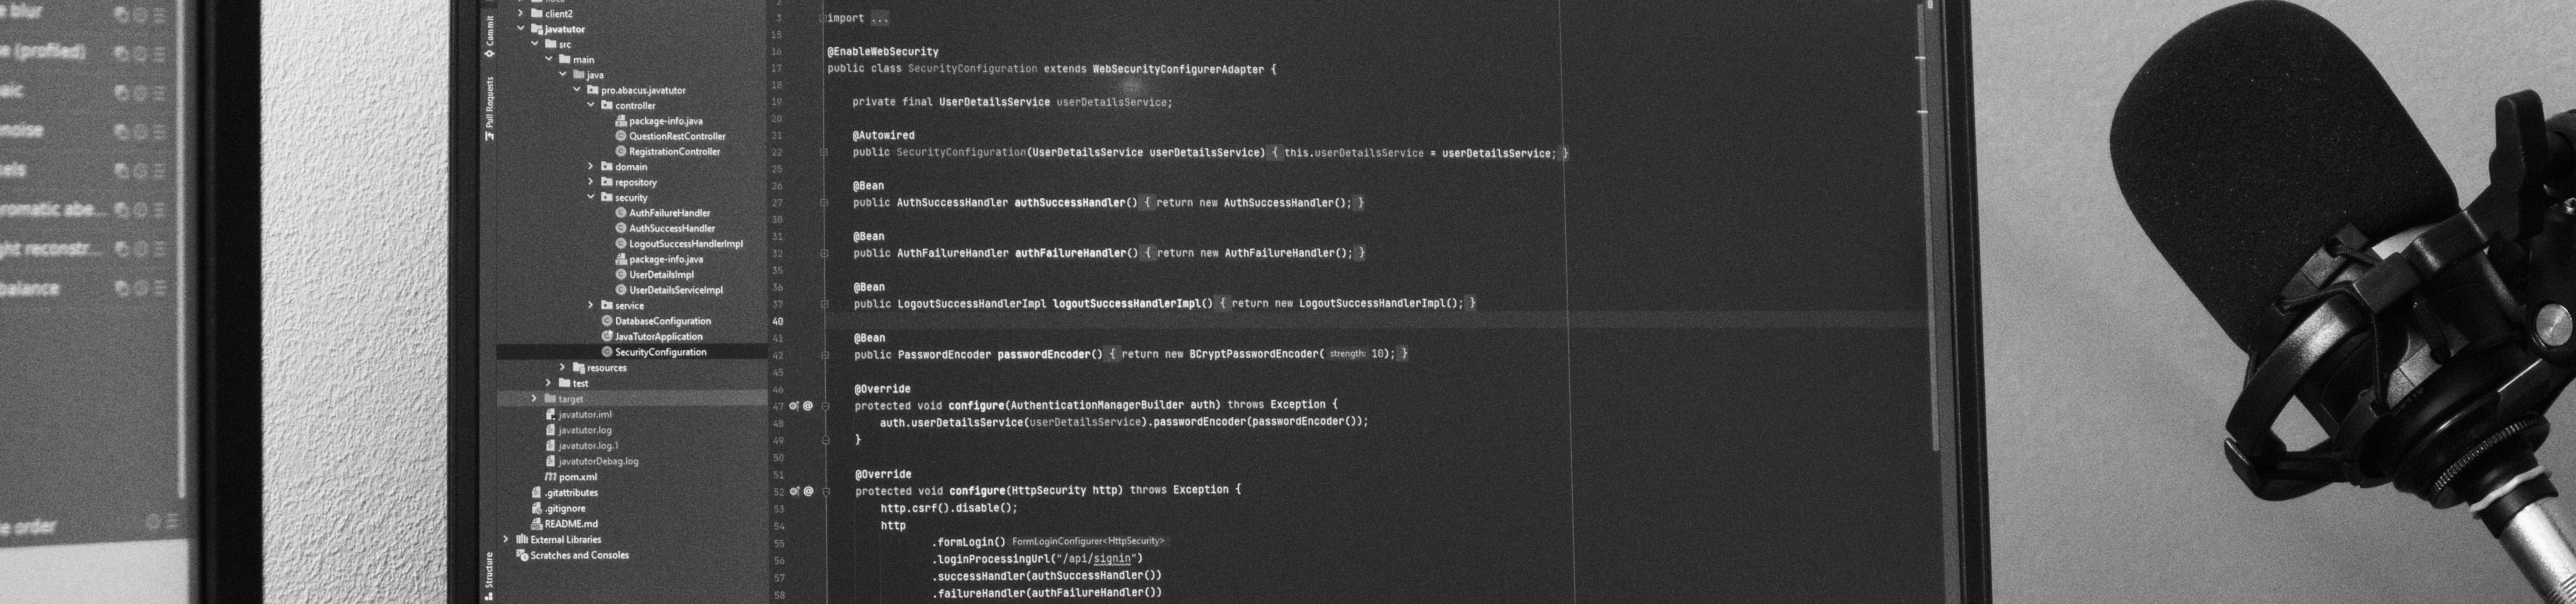 (profiled)
noise
romatic abe...
ght reconstr...
balance
order
Commit
Pull Requests
Structure
client2
javatutor
src
main
java
pro.abacus.javatutor
controller
package-info.java
QuestionRestController
RegistrationController
domain
repository
security
AuthFailureHandler
AuthSuccessHandler
LogoutSuccessHandlerImpl
package-info.java
UserDetailsImpl
UserDetailsServiceImpl
service
DatabaseConfiguration
JavaTutorApplication
SecurityConfiguration
resources
test
target
javatutor.iml
javatutor.log
javatutor.log.1
javatutorDebag.log
pom.xml
.gitattributes
.gitignore
README.md
External Libraries
Scratches and Consoles
2
3 import ...
15
16 @EnableWebSecurity
17 public class SecurityConfiguration extends WebSecurityConfigurerAdapter {
18
19 private final UserDetailsService userDetailsService;
20
21 @Autowired
22 public SecurityConfiguration(UserDetailsService userDetailsService) { this.userDetailsService = userDetailsService; }
25
26 @Bean
27 public AuthSuccessHandler authSuccessHandler() { return new AuthSuccessHandler(); }
30
31 @Bean
32 public AuthFailureHandler authFailureHandler() { return new AuthFailureHandler(); }
35
36 @Bean
37 public LogoutSuccessHandlerImpl logoutSuccessHandlerImpl() { return new LogoutSuccessHandlerImpl(); }
40
41 @Bean
42 public PasswordEncoder passwordEncoder() { return new BCryptPasswordEncoder( strength: 10); }
45
46 @Override
47 protected void configure(AuthenticationManagerBuilder auth) throws Exception {
48 auth.userDetailsService(userDetailsService).passwordEncoder(passwordEncoder());
49 }
50
51 @Override
52 protected void configure(HttpSecurity http) throws Exception {
53 http.csrf().disable();
54 http
55 .formLogin() FormLoginConfigurer<HttpSecurity>
56 .loginProcessingUrl("/api/signin")
57 .successHandler(authSuccessHandler())
58 .failureHandler(authFailureHandler())